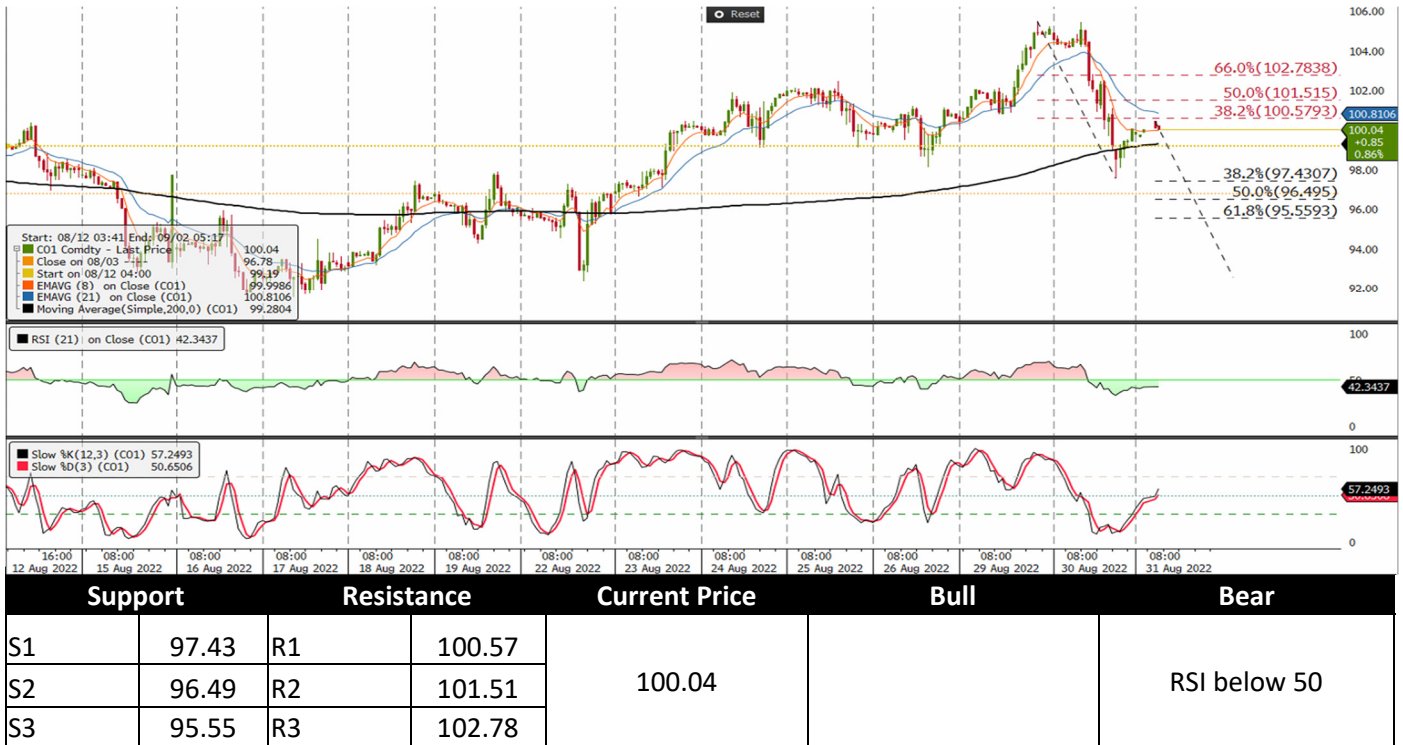 Reset
106.00
104.00
102.00
100.8106
100.04
+0.85
0.86%
98.00
96.00
94.00
92.00
66.0%(102.7838)
50.0%(101.515)
38.2%(100.5793)
38.2%(97.4307)
50.0%(96.495)
61.8%(95.5593)
Start: 08/12 03:41 End: 09/02 05:17
CO1 Comdty - Last Price 100.04
Close on 08/03 ---- 96.78
Start on 08/12 04:00 99.19
EMAVG (8) on Close (CO1) 99.9986
EMAVG (21) on Close (CO1) 100.8106
Moving Average(Simple,200,0) (CO1) 99.2804
RSI (21) on Close (CO1) 42.3437
100
42.3437
0
Slow %K(12,3) (CO1) 57.2493
Slow %D(3) (CO1) 50.6506
100
57.2493
0
16:00 08:00 08:00 08:00 08:00 08:00 08:00 08:00 08:00 08:00 08:00 08:00 08:00 08:00
12 Aug 2022 15 Aug 2022 16 Aug 2022 17 Aug 2022 18 Aug 2022 19 Aug 2022 22 Aug 2022 23 Aug 2022 24 Aug 2022 25 Aug 2022 26 Aug 2022 29 Aug 2022 30 Aug 2022 31 Aug 2022
Support Resistance Current Price Bull Bear
S1 97.43 R1 100.57
S2 96.49 R2 101.51 100.04 RSI below 50
S3 95.55 R3 102.78